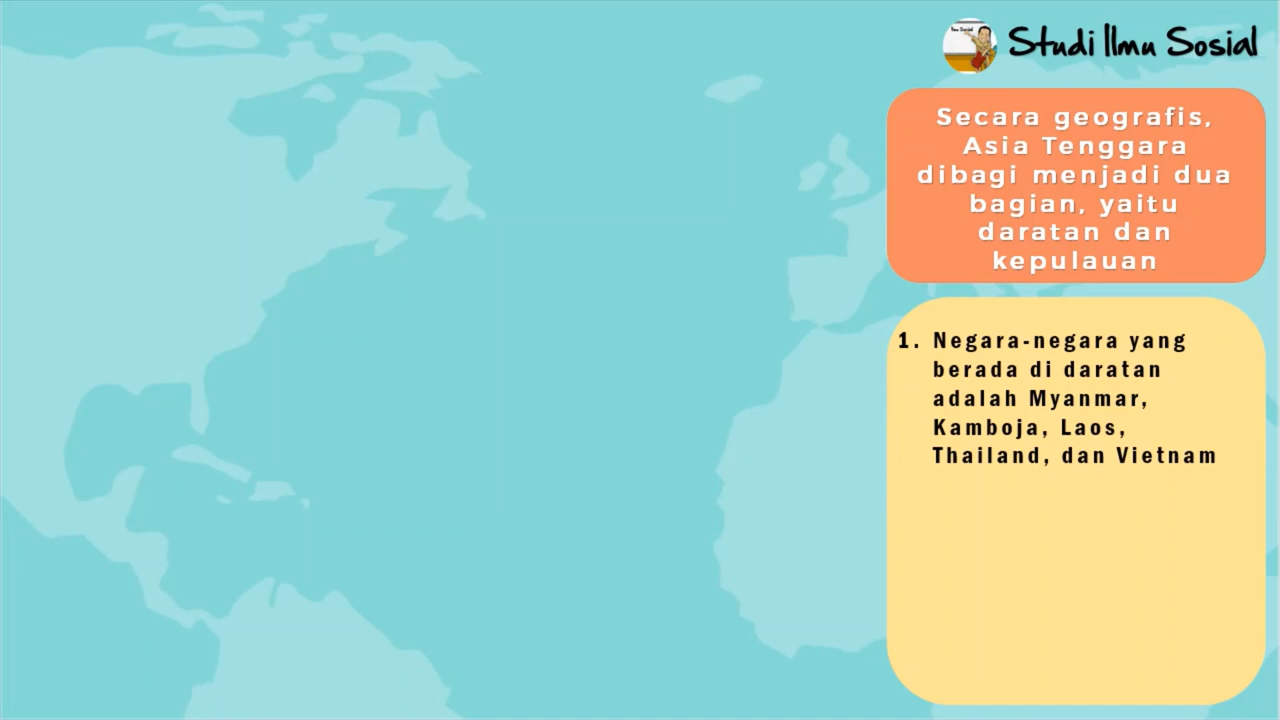 Studi Ilmu Sosial
Secara geografis,
Asia Tenggara
dibagi menjadi dua
bagian, yaitu
daratan dan
kepulauan
1. Negara-negara yang
berada di daratan
adalah Myanmar,
Kamboja, Laos,
Thailand, dan Vietnam